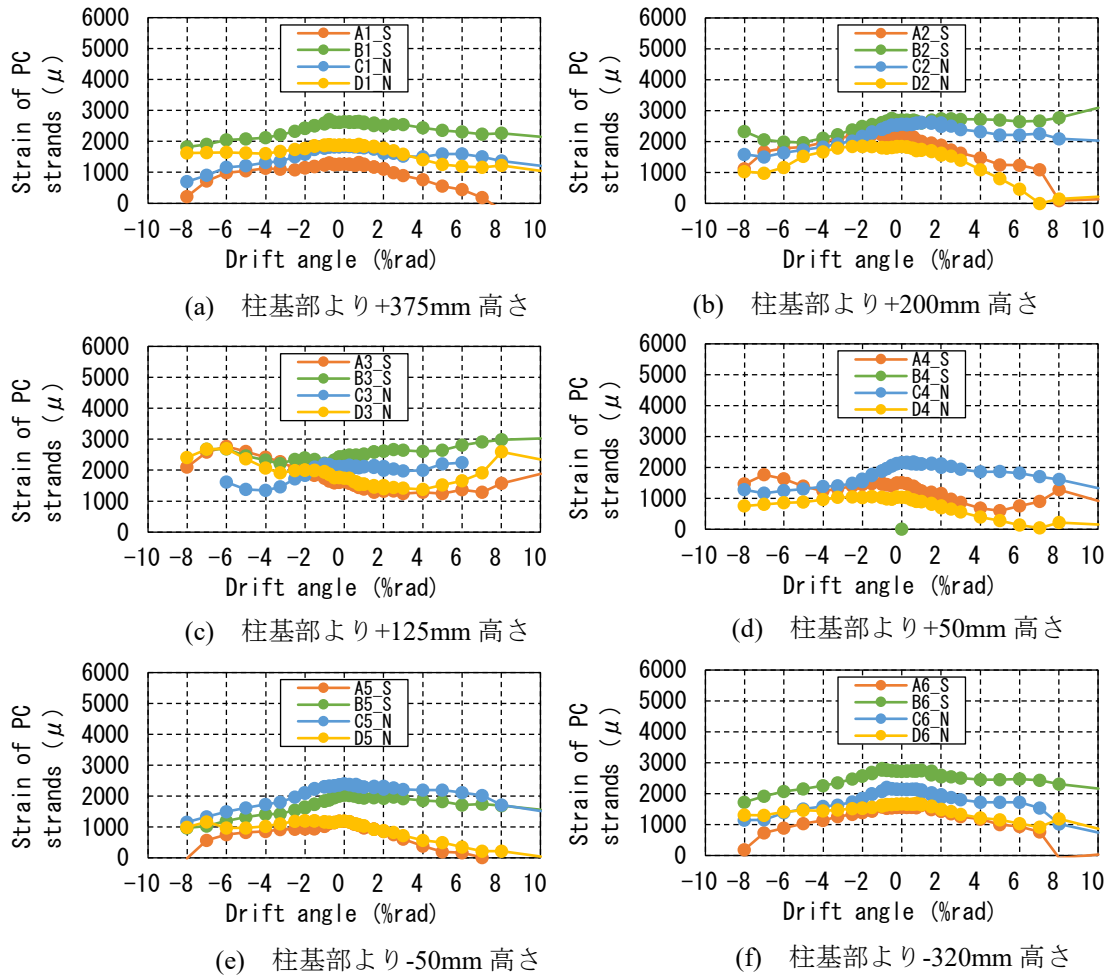 6000
5000
4000
3000
2000
1000
0
Strain of PC
strands (μ)
A1_S
B1_S
C1_N
D1_N
-10 -8 -6 -4 -2 0 2 4 6 8 10
Drift angle (%rad)
(a) 柱基部より+375mm 高さ
6000
5000
4000
3000
2000
1000
0
Strain of PC
strands (μ)
A2_S
B2_S
C2_N
D2_N
-10 -8 -6 -4 -2 0 2 4 6 8 10
Drift angle (%rad)
(b) 柱基部より+200mm 高さ
6000
5000
4000
3000
2000
1000
0
Strain of PC
strands (μ)
A3_S
B3_S
C3_N
D3_N
-10 -8 -6 -4 -2 0 2 4 6 8 10
Drift angle (%rad)
(c) 柱基部より+125mm 高さ
6000
5000
4000
3000
2000
1000
0
Strain of PC
strands (μ)
A4_S
B4_S
C4_N
D4_N
-10 -8 -6 -4 -2 0 2 4 6 8 10
Drift angle (%rad)
(d) 柱基部より+50mm 高さ
6000
5000
4000
3000
2000
1000
0
Strain of PC
strands (μ)
A5_S
B5_S
C5_N
D5_N
-10 -8 -6 -4 -2 0 2 4 6 8 10
Drift angle (%rad)
(e) 柱基部より-50mm 高さ
6000
5000
4000
3000
2000
1000
0
Strain of PC
strands (μ)
A6_S
B6_S
C6_N
D6_N
-10 -8 -6 -4 -2 0 2 4 6 8 10
Drift angle (%rad)
(f) 柱基部より-320mm 高さ